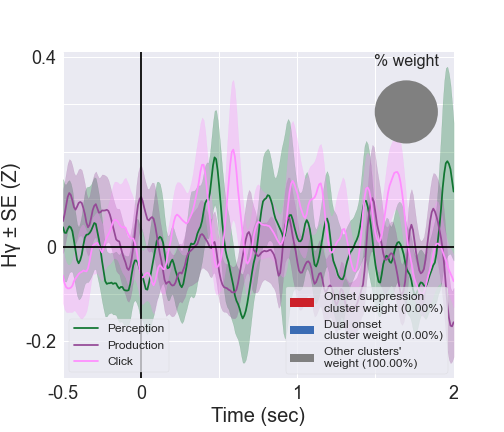 % weight
0.4
0
-0.2
Hγ ± SE (Z)
Perception
Production
Click
Onset suppression
cluster weight (0.00%)
Dual onset
cluster weight (0.00%)
Other clusters'
weight (100.00%)
-0.5
0
1
2
Time (sec)